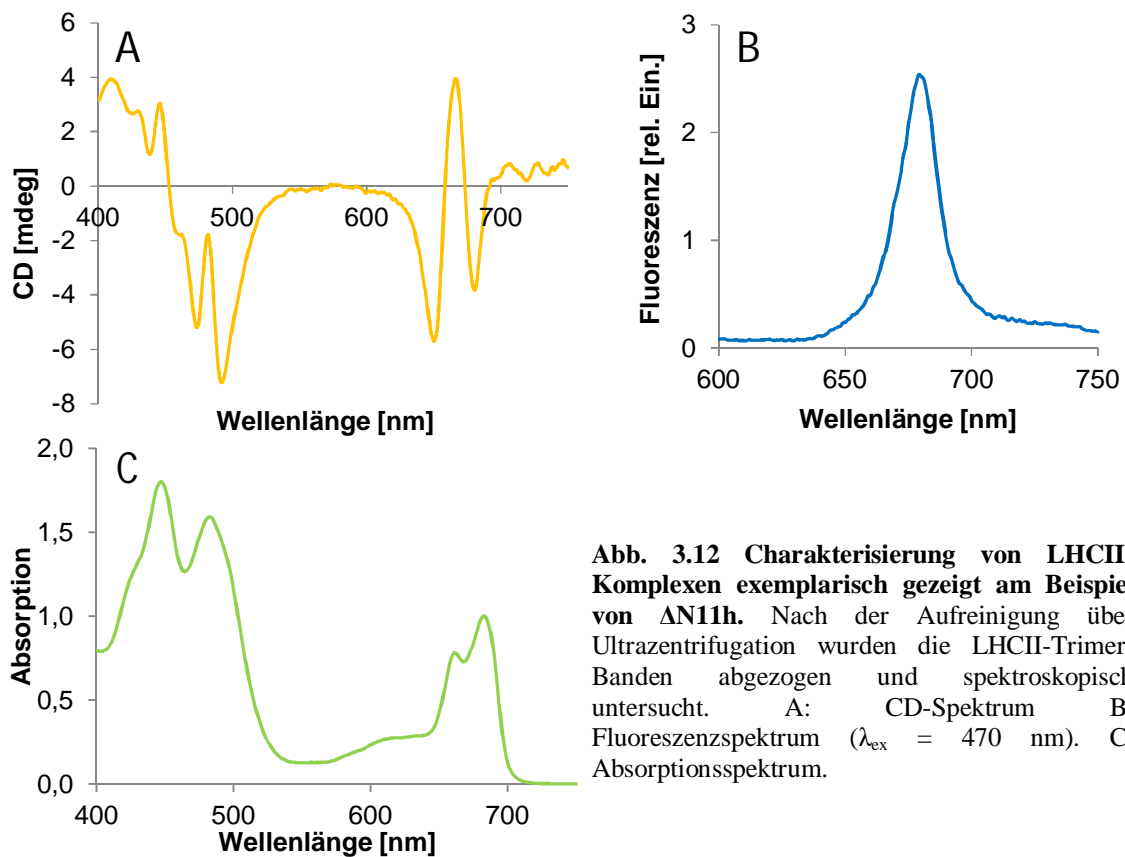 A
CD [mdeg]
6
4
2
0
-2
-4
-6
-8
400
500
600
700
Wellenlänge [nm]
B
Fluoreszenz [rel. Ein.]
3
2
1
0
600
650
700
750
Wellenlänge [nm]
C
Absorption
2,0
1,5
1,0
0,5
0,0
400
500
600
700
Wellenlänge [nm]
Abb. 3.12 Charakterisierung von LHCII
Komplexen exemplarisch gezeigt am Beispie
von ΔN11h. Nach der Aufreinigung übe
Ultrazentrifugation wurden die LHCII-Trimer
Banden abgezogen und spektroskopisch
untersucht. A: CD-Spektrum B
Fluoreszenzspektrum (λex = 470 nm). C
Absorptionsspektrum.